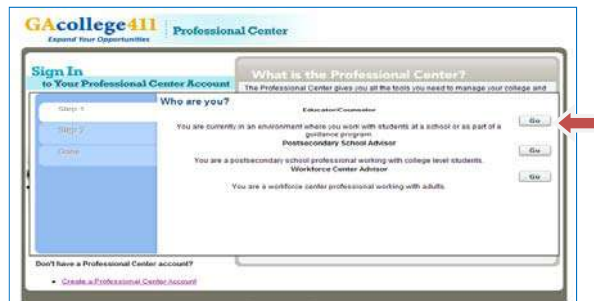 GAcollege411 Professional Center
Expand Your Opportunities
Sign In
to Your Professional Center Account
What is the Professional Center?
The Professional Center gives you all the tools you need to manage your college and
Step 1
Step 2
Done
Who are you?
Educator/Counselor
You are currently in an environment where you work with students at a school or as part of a
guidance program.
Go
Postsecondary School Advisor
You are a postsecondary school professional working with college level students.
Go
Workforce Center Advisor
You are a workforce center professional working with adults.
Go
Don't have a Professional Center account?
Create a Professional Center Account